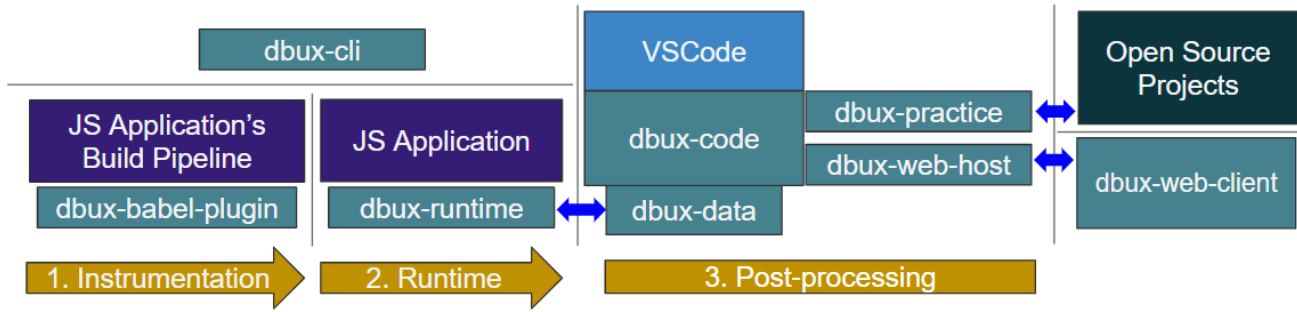 dbux-cli
JS Application's
Build Pipeline
dbux-babel-plugin
JS Application
dbux-runtime
VSCode
dbux-code
dbux-data
dbux-practice
dbux-web-host
Open Source
Projects
dbux-web-client
1. Instrumentation
2. Runtime
3. Post-processing